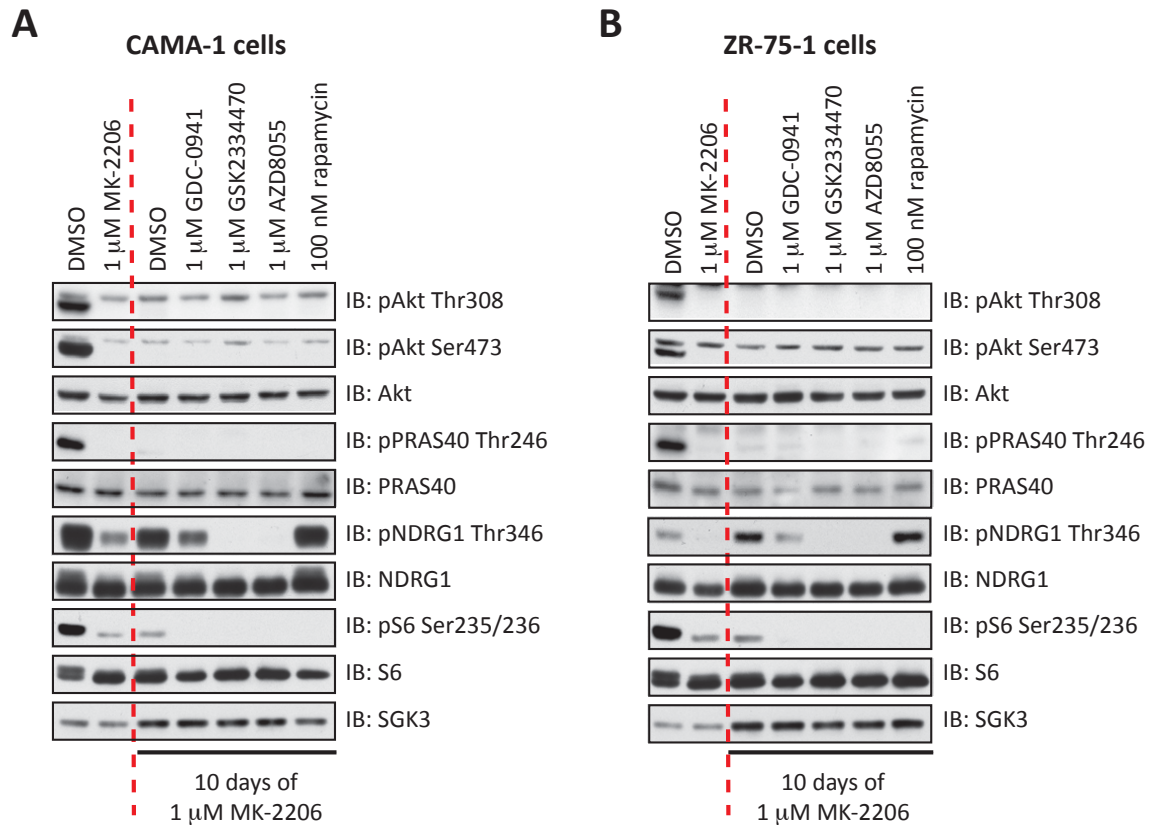 A
CAMA-1 cells
DMSO
1 μM MK-2206
DMSO
1 μM GDC-0941
1 μM GSK2334470
1 μM AZD8055
100 nM rapamycin
IB: pAkt Thr308
IB: pAkt Ser473
IB: Akt
IB: pPRAS40 Thr246
IB: PRAS40
IB: pNDRG1 Thr346
IB: NDRG1
IB: pS6 Ser235/236
IB: S6
IB: SGK3
10 days of
1 μM MK-2206
B
ZR-75-1 cells
DMSO
1 μM MK-2206
DMSO
1 μM GDC-0941
1 μM GSK2334470
1 μM AZD8055
100 nM rapamycin
IB: pAkt Thr308
IB: pAkt Ser473
IB: Akt
IB: pPRAS40 Thr246
IB: PRAS40
IB: pNDRG1 Thr346
IB: NDRG1
IB: pS6 Ser235/236
IB: S6
IB: SGK3
10 days of
1 μM MK-2206